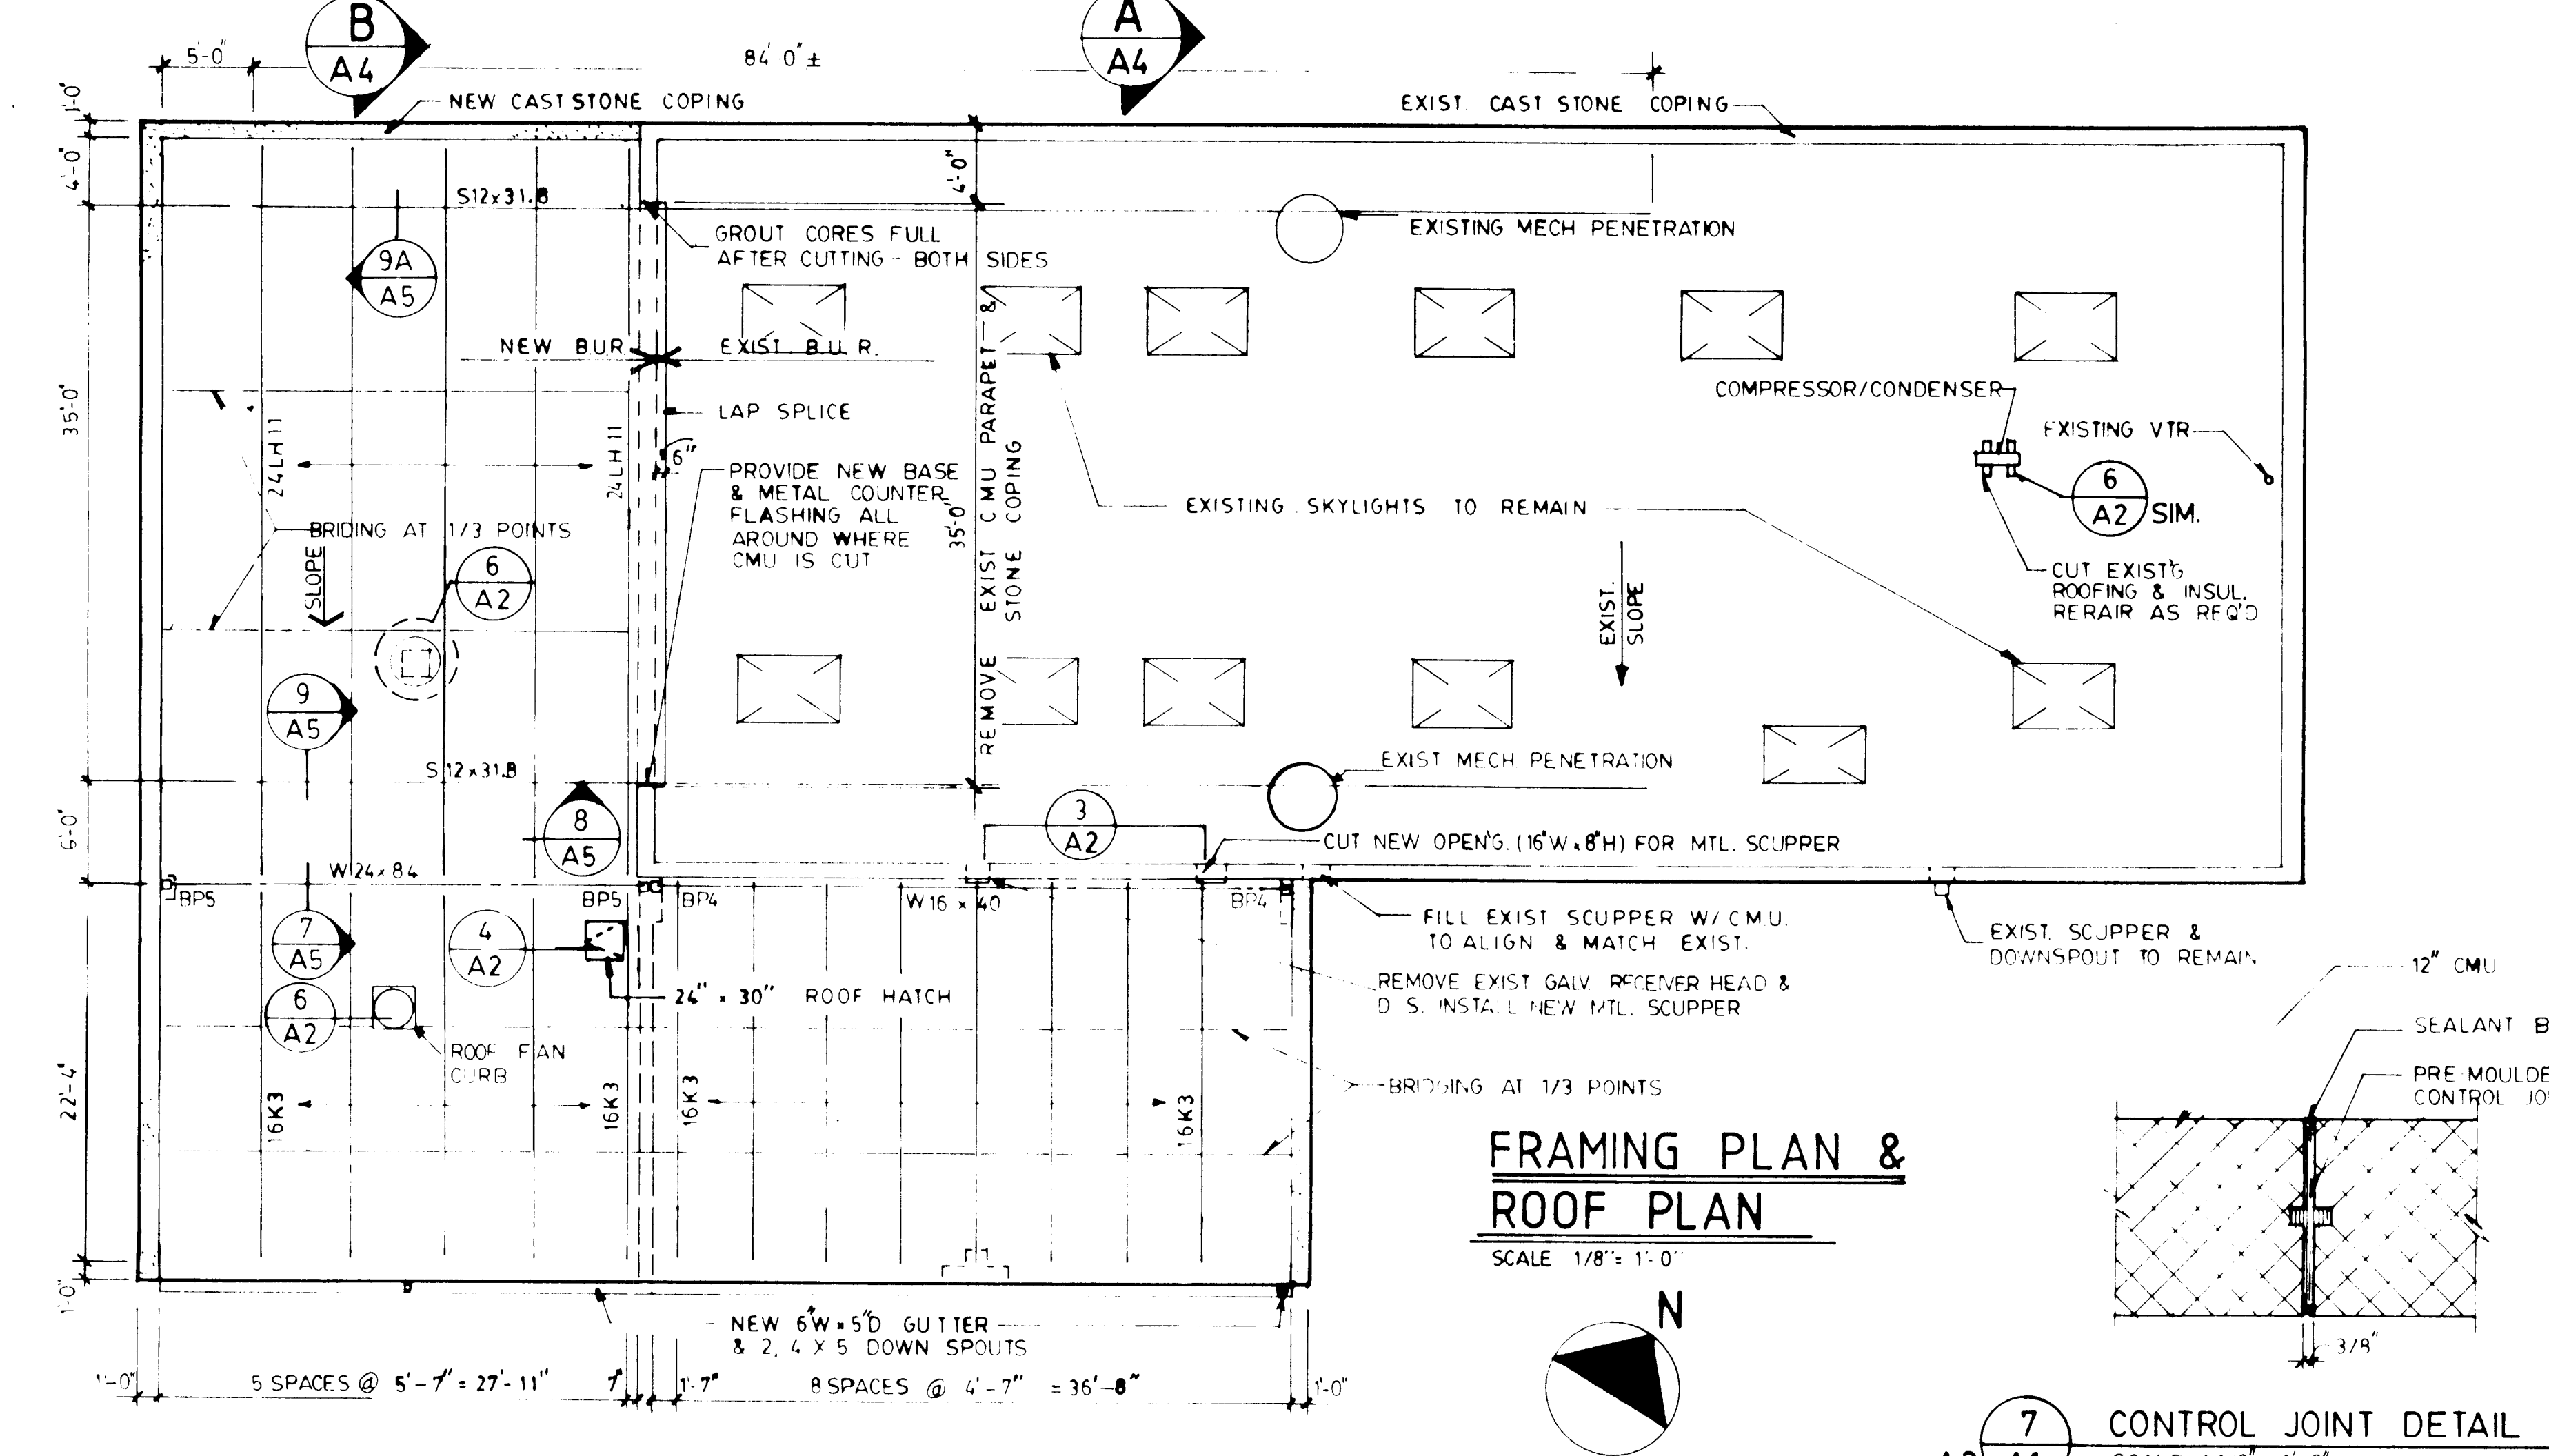 B
A4
A
A4
5'-0"
84'-0" ±
1'-0"
NEW CAST STONE COPING
EXIST. CAST STONE COPING
4'-0"
4'-0"
S12x31.8
GROUT CORES FULL
AFTER CUTTING - BOTH SIDES
EXISTING MECH PENETRATION
9A
A5
NEW B.U.R.
EXIST B.U.R.
35'-0"
24LH11
24LH11
LAP SPLICE
6"
PROVIDE NEW BASE
& METAL COUNTER
FLASHING ALL
AROUND WHERE
CMU IS CUT
35'-0"
REMOVE EXIST CMU PARAPET &
STONE COPING
COMPRESSOR/CONDENSER
EXISTING VTR
6
A2
SIM.
EXISTING SKYLIGHTS TO REMAIN
BRIDING AT 1/3 POINTS
SLOPE
6
A2
EXIST.
SLOPE
CUT EXIST'G
ROOFING & INSUL.
RERAIR AS REQ'D
9
A5
S12x31.8
EXIST MECH PENETRATION
6'-0"
8
A5
3
A2
CUT NEW OPEN'G. (16"W x 8"H) FOR MTL. SCUPPER
W24x84
BP5
BP5
BP4
W16 x 40
BP4
7
A5
4
A2
FILL EXIST SCUPPER W/ C.M.U.
TO ALIGN & MATCH EXIST.
EXIST. SCUPPER &
DOWNSPOUT TO REMAIN
12" CMU
24" x 30" ROOF HATCH
REMOVE EXIST GALV. RECEIVER HEAD &
D.S. INSTALL NEW MTL. SCUPPER
6
A2
ROOF FAN
CURB
SEALANT B
22'-4"
16K3
16K3
16K3
16K3
BRIDGING AT 1/3 POINTS
PRE-MOULDE
CONTROL JO
FRAMING PLAN &
ROOF PLAN
SCALE 1/8" = 1'-0"
1'-0"
N
NEW 6"W x 5"D GUTTER
& 2, 4 X 5 DOWN SPOUTS
3/8"
1'-0"
5 SPACES @ 5'-7" = 27'-11"
7"
1'-7"
8 SPACES @ 4'-7" = 36'-8"
1'-0"
7
CONTROL JOINT DETAIL